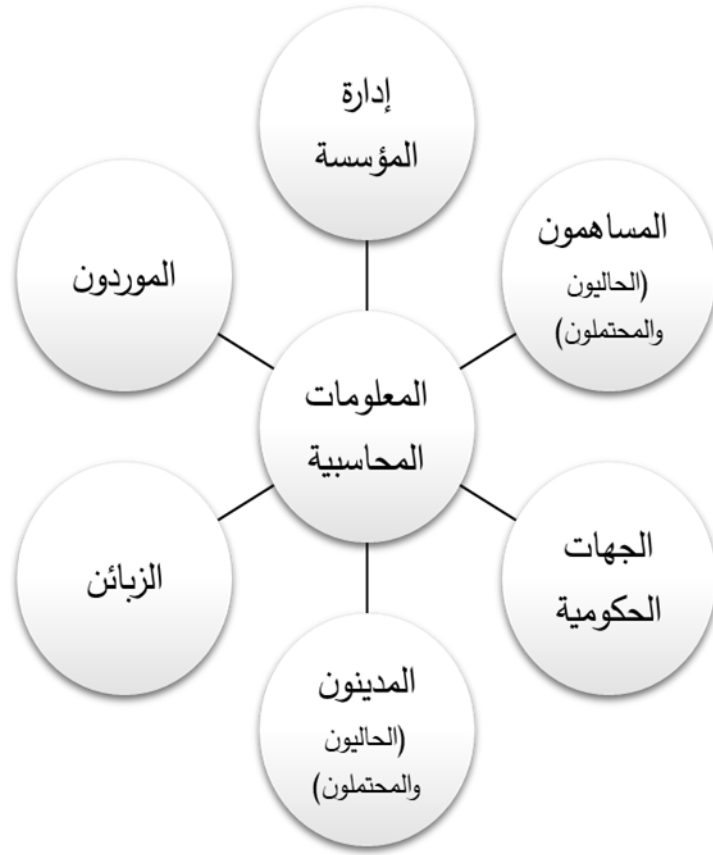 إدارة
المؤسسة
المساهمون
(الحاليون
والمحتملون)
الموردون
المعلومات
المحاسبية
الجهات
الحكومية
الزبائن
المدينون
(الحاليون
والمحتملون)